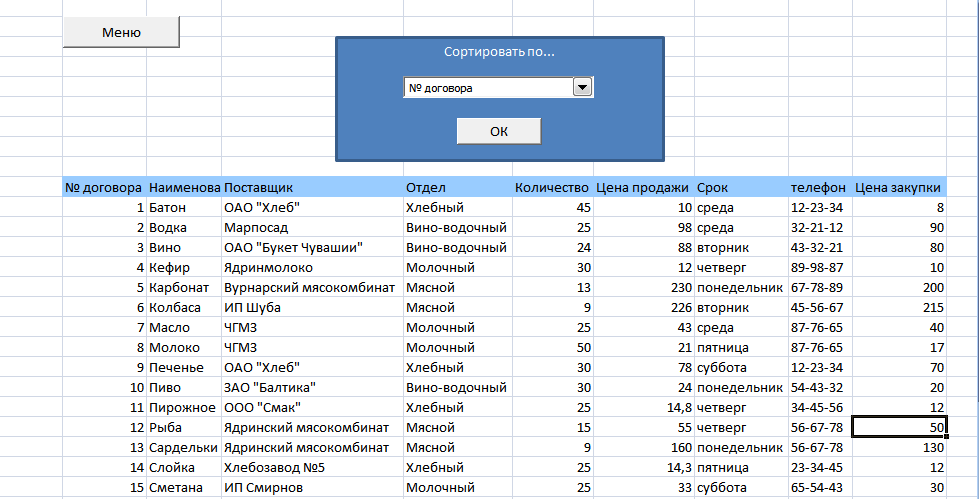 Меню
Сортировать по...
№ договора
ОК
№ договора Наименова Поставщик Отдел Количество Цена продажи Срок телефон Цена закупки
1 Батон ОАО "Хлеб" Хлебный 45 10 среда 12-23-34 8
2 Водка Марпосад Вино-водочный 25 98 среда 32-21-12 90
3 Вино ОАО "Букет Чувашии" Вино-водочный 24 88 вторник 43-32-21 80
4 Кефир Ядринмолоко Молочный 30 12 четверг 89-98-87 10
5 Карбонат Вурнарский мясокомбинат Мясной 13 230 понедельник 67-78-89 200
6 Колбаса ИП Шуба Мясной 9 226 вторник 45-56-67 215
7 Масло ЧГМЗ Молочный 25 43 среда 87-76-65 40
8 Молоко ЧГМЗ Молочный 50 21 пятница 87-76-65 17
9 Печенье ОАО "Хлеб" Хлебный 30 78 суббота 12-23-34 70
10 Пиво ЗАО "Балтика" Вино-водочный 30 24 понедельник 54-43-32 20
11 Пирожное ООО "Смак" Хлебный 25 14,8 четверг 34-45-56 12
12 Рыба Ядринский мясокомбинат Мясной 15 55 четверг 56-67-78 50
13 Сардельки Ядринский мясокомбинат Мясной 9 160 понедельник 56-67-78 130
14 Слойка Хлебозавод №5 Хлебный 25 14,3 пятница 23-34-45 12
15 Сметана ИП Смирнов Молочный 25 33 суббота 65-54-43 30